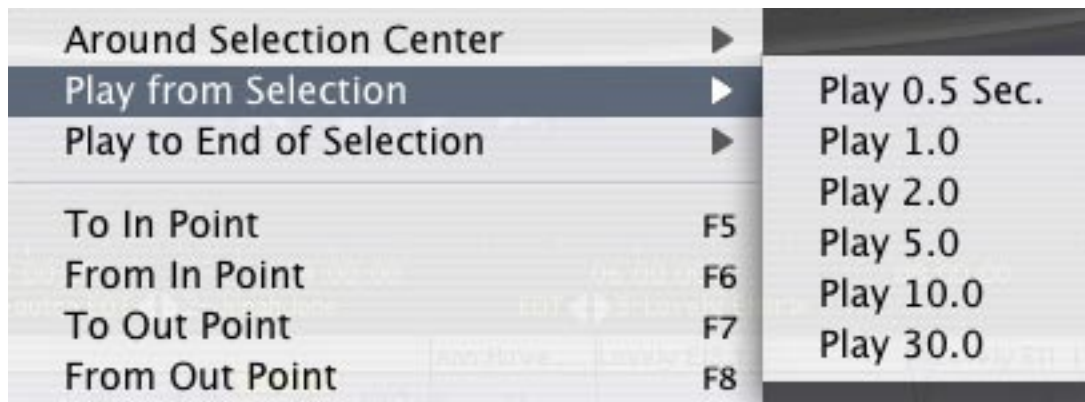 Around Selection Center
Play from Selection
Play to End of Selection
To In Point F5
From In Point F6
To Out Point F7
From Out Point F8
Play 0.5 Sec.
Play 1.0
Play 2.0
Play 5.0
Play 10.0
Play 30.0